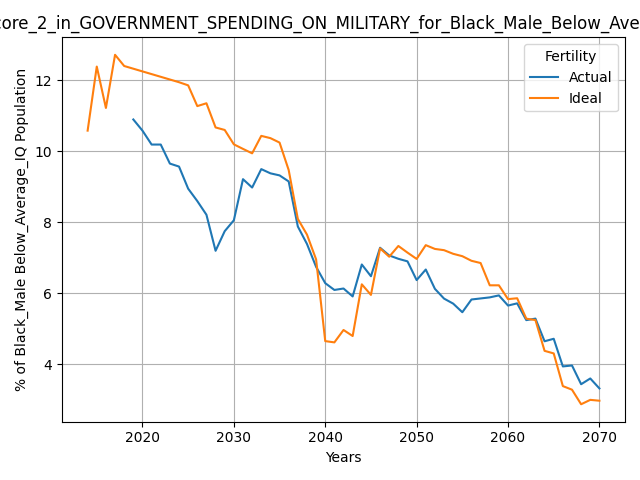 core_2_in_GOVERNMENT_SPENDING_ON_MILITARY_for_Black_Male_Below_Ave
Fertility
Actual
Ideal
% of Black_Male Below_Average_IQ Population
12
10
8
6
4
2020 2030 2040 2050 2060 2070
Years